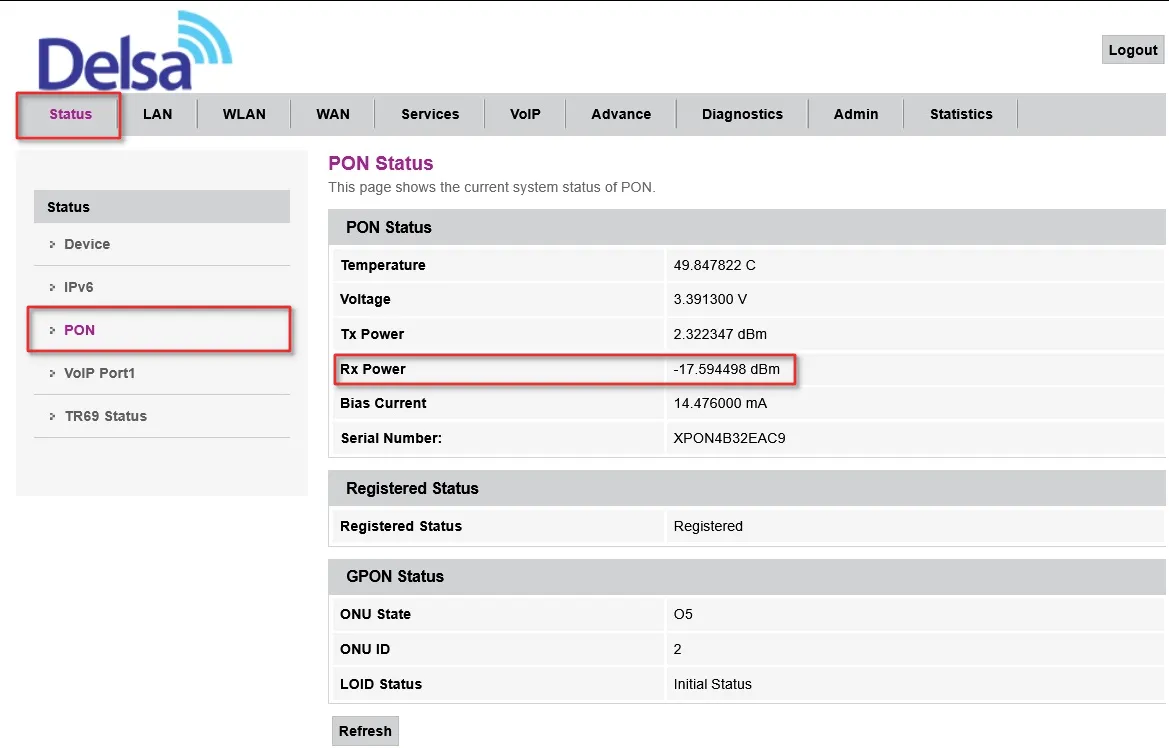 Delsa
Logout
Status LAN WLAN WAN Services VoIP Advance Diagnostics Admin Statistics
Status
Device
IPv6
PON
VoIP Port1
TR69 Status
PON Status
This page shows the current system status of PON.
PON Status
Temperature 49.847822 C
Voltage 3.391300 V
Tx Power 2.322347 dBm
Rx Power -17.594498 dBm
Bias Current 14.476000 mA
Serial Number: XPON4B32EAC9
Registered Status
Registered Status Registered
GPON Status
ONU State O5
ONU ID 2
LOID Status Initial Status
Refresh